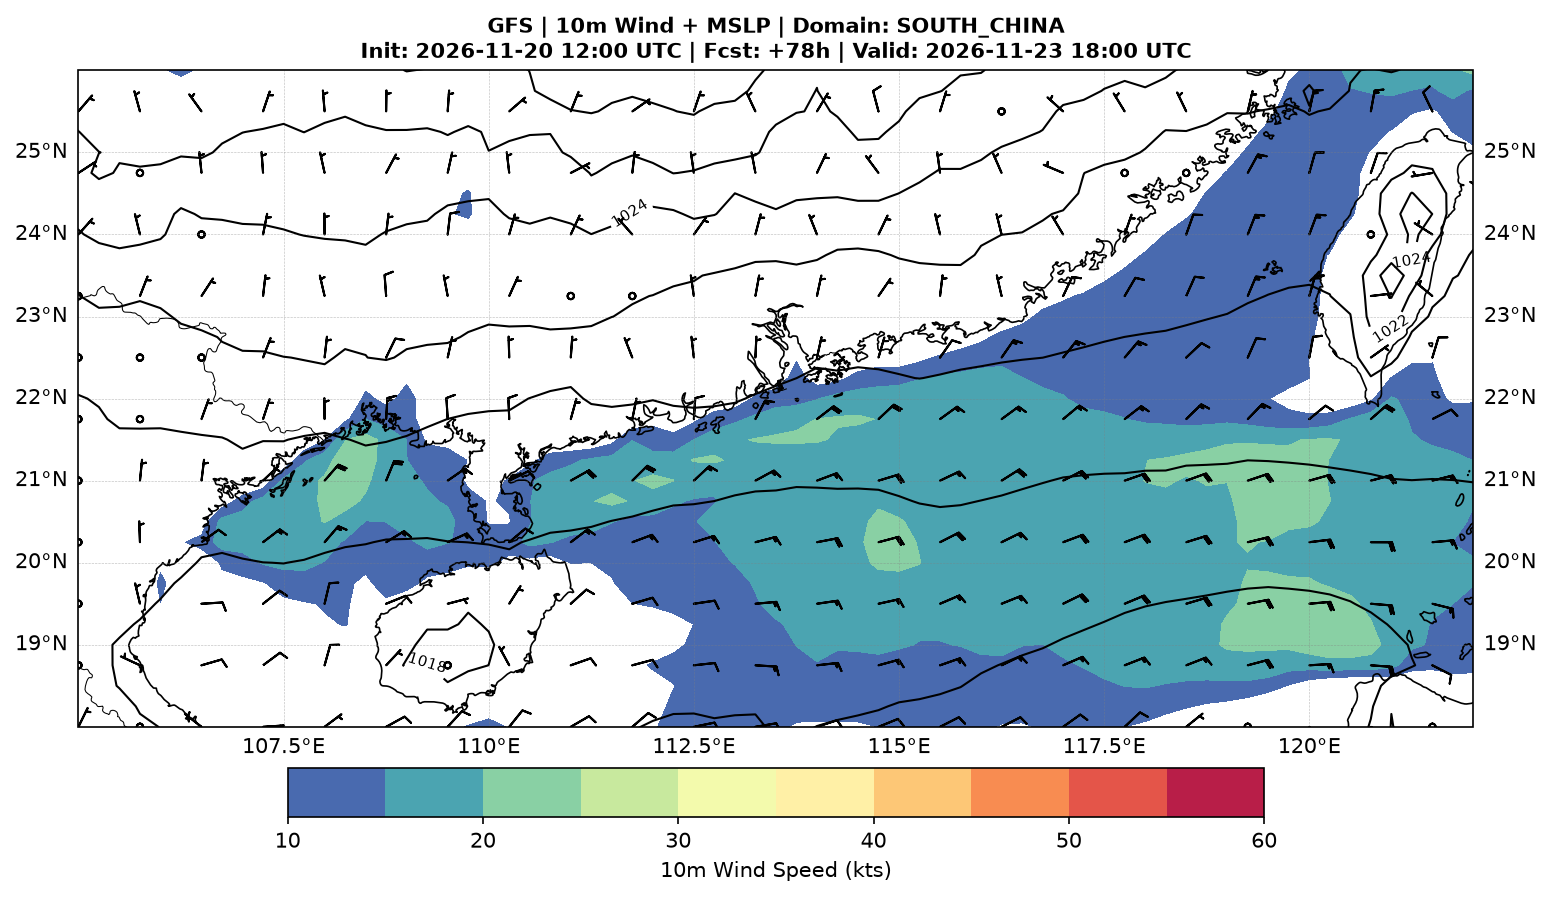 GFS | 10m Wind + MSLP | Domain: SOUTH_CHINA
Init: 2026-11-20 12:00 UTC | Fcst: +78h | Valid: 2026-11-23 18:00 UTC
25°N 25°N
24°N 24°N
23°N 23°N
22°N 22°N
21°N 21°N
20°N 20°N
19°N 19°N
1024
1024
1022
1018
107.5°E 110°E 112.5°E 115°E 117.5°E 120°E
10 20 30 40 50 60
10m Wind Speed (kts)